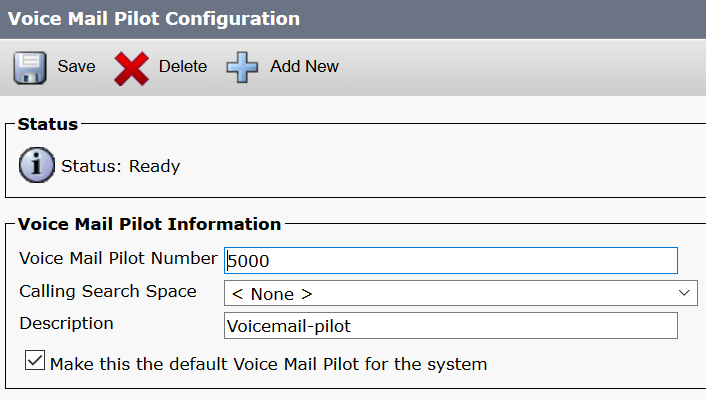 Voice Mail Pilot Configuration
Save Delete Add New
Status
Status: Ready
Voice Mail Pilot Information
Voice Mail Pilot Number 5000
Calling Search Space < None >
Description Voicemail-pilot
Make this the default Voice Mail Pilot for the system